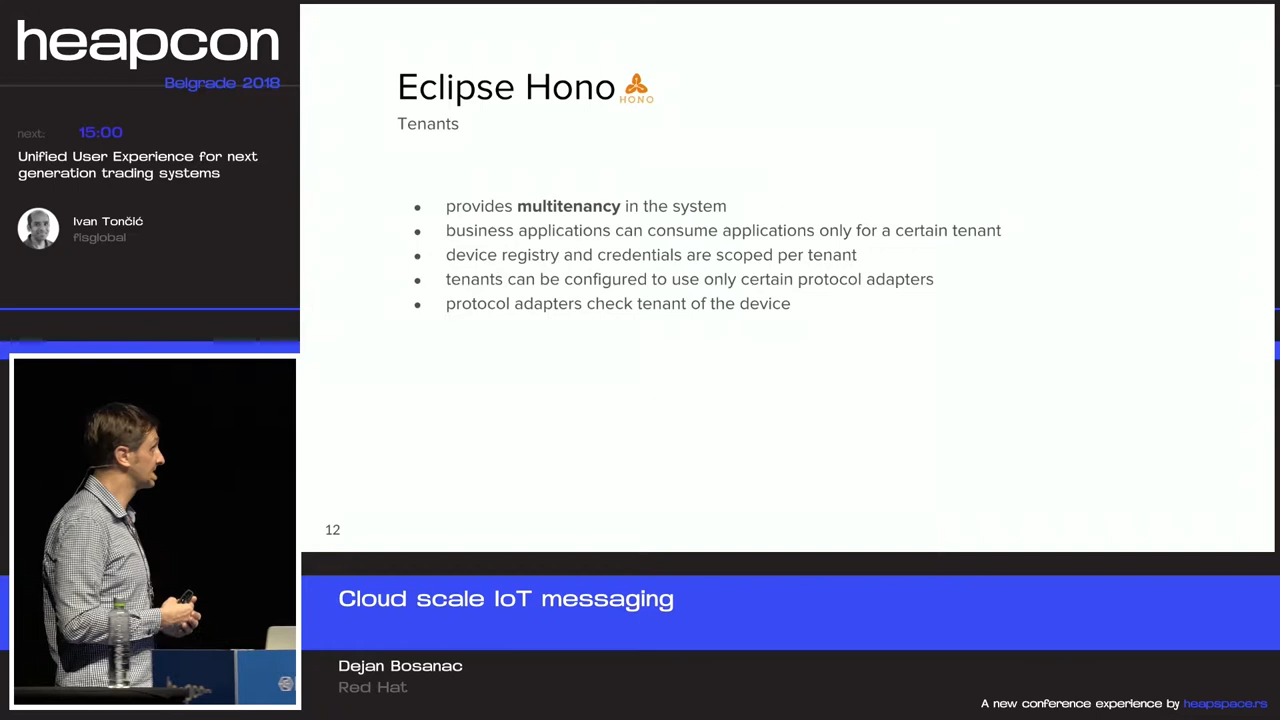 heapcon
Belgrade 2018
next: 15:00
Unified User Experience for next
generation trading systems
Ivan Tončić
fisglobal
Eclipse Hono
HONO
Tenants
provides multitenancy in the system
business applications can consume applications only for a certain tenant
device registry and credentials are scoped per tenant
tenants can be configured to use only certain protocol adapters
protocol adapters check tenant of the device
12
Cloud scale IoT messaging
Dejan Bosanac
Red Hat
A new conference experience by heapspace.rs